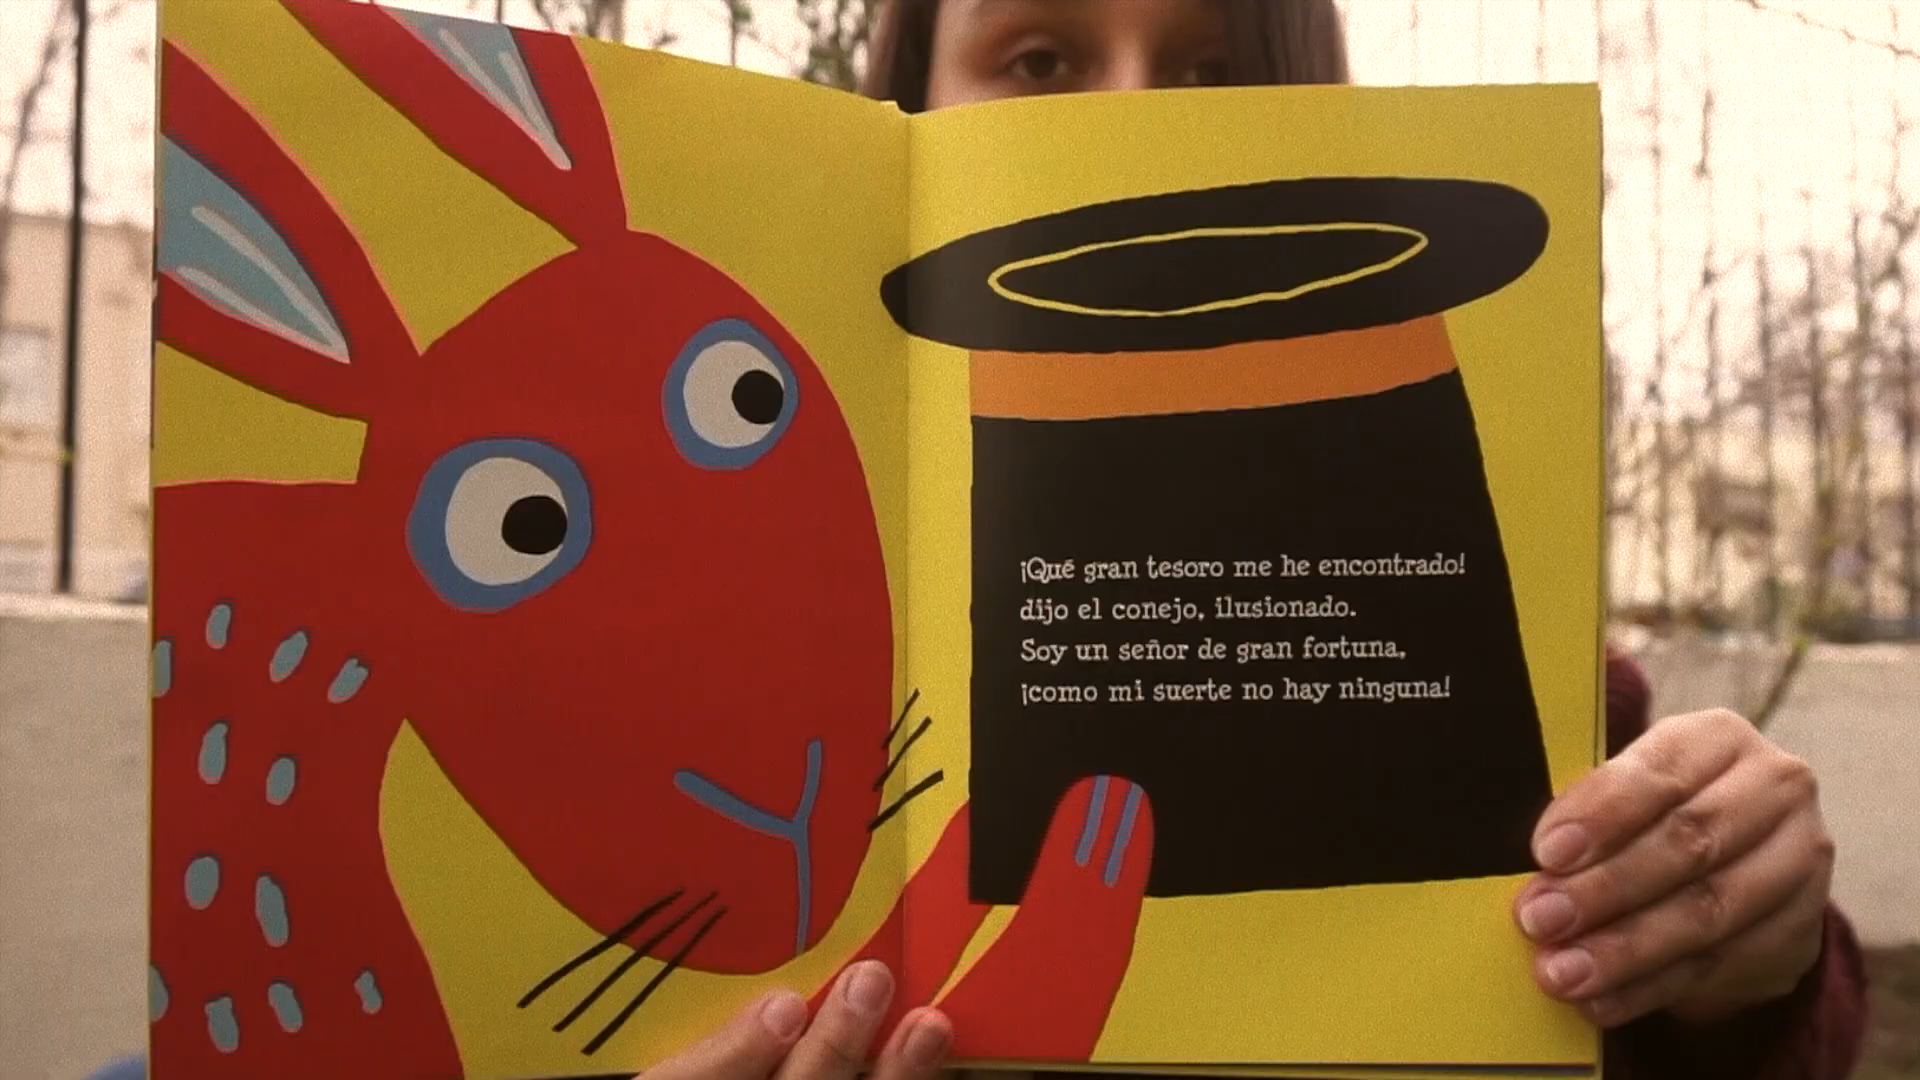 ¡Qué gran tesoro me he encontrado!
dijo el conejo, ilusionado.
Soy un señor de gran fortuna,
¡como mi suerte no hay ninguna!